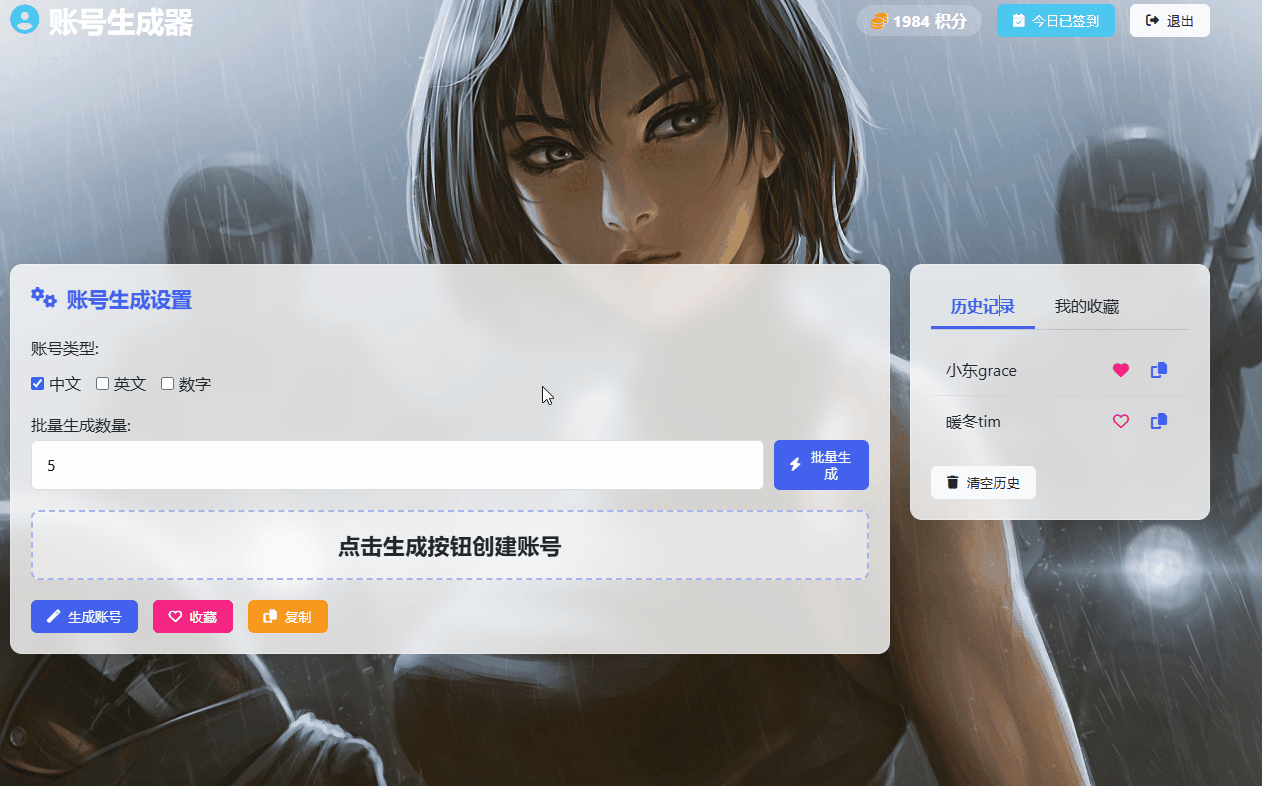 账号生成器
1984 积分
今日已签到
退出
账号生成设置
账号类型:
中文 英文 数字
批量生成数量:
5
批量生
成
点击生成按钮创建账号
生成账号
收藏
复制
历史记录
我的收藏
小东grace
暖冬tim
清空历史